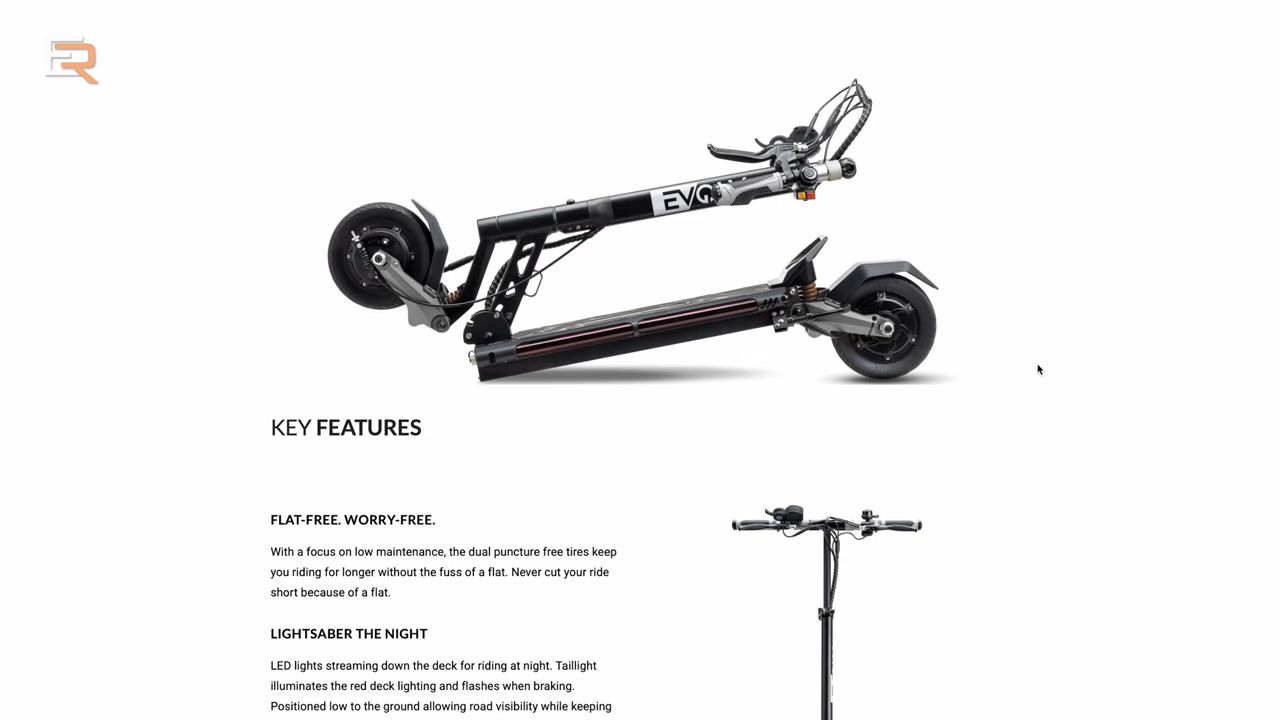 ER
EVO
KEY FEATURES
FLAT-FREE. WORRY-FREE.
With a focus on low maintenance, the dual puncture free tires keep
you riding for longer without the fuss of a flat. Never cut your ride
short because of a flat.
LIGHTSABER THE NIGHT
LED lights streaming down the deck for riding at night. Taillight
illuminates the red deck lighting and flashes when braking.
Positioned low to the ground allowing road visibility while keeping